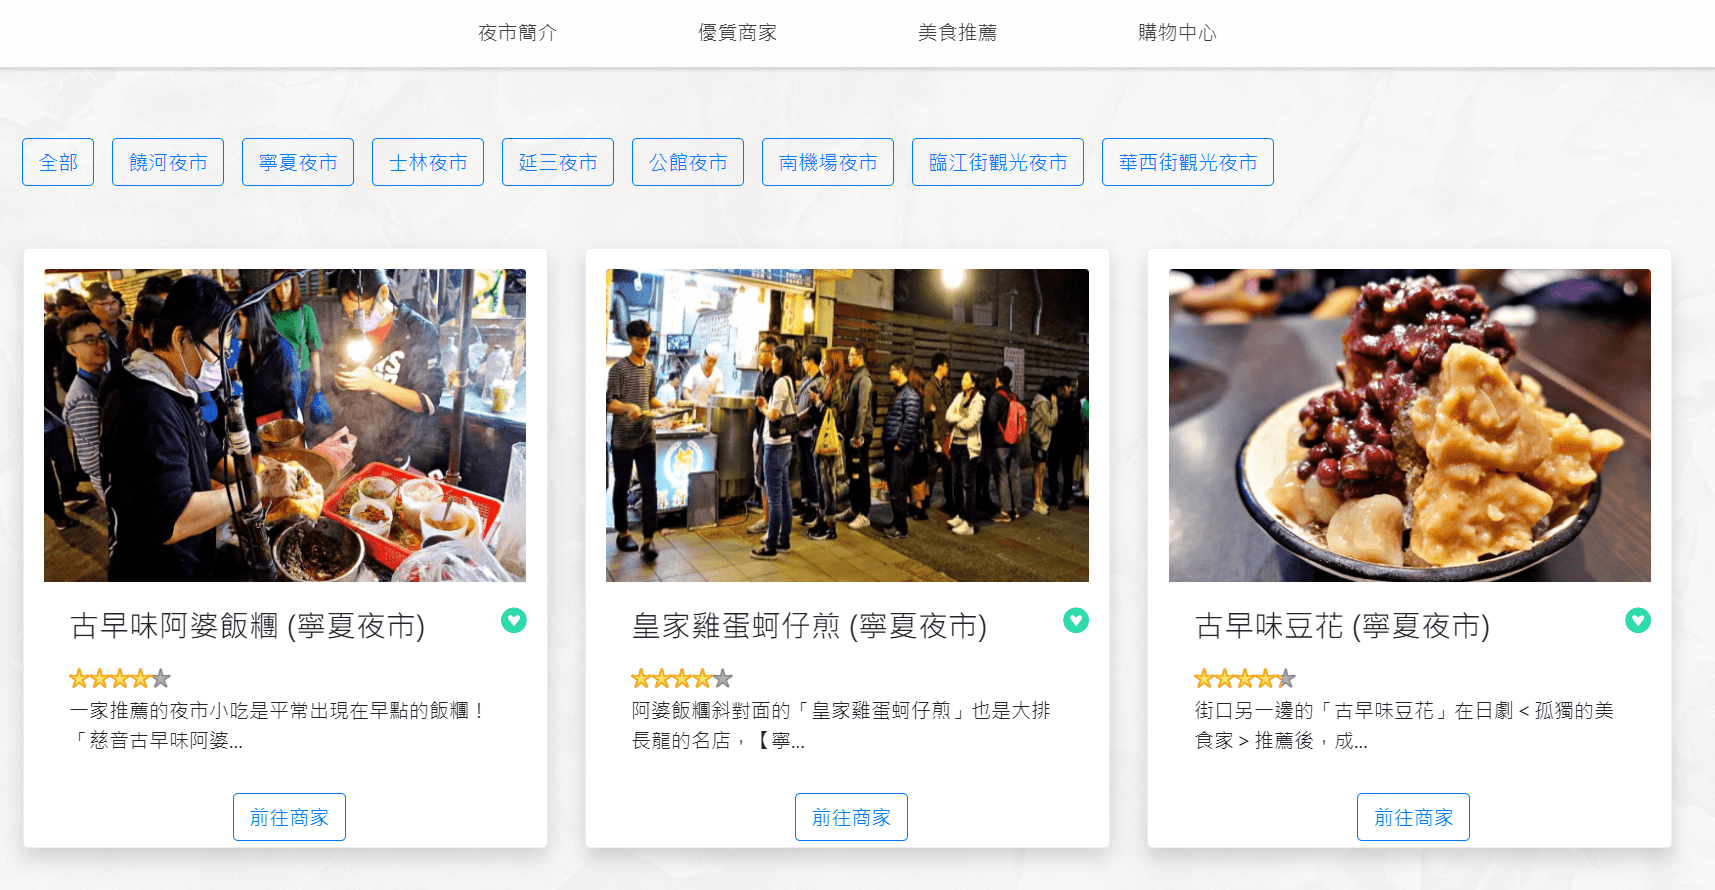 夜市簡介 優質商家 美食推薦 購物中心
全部 饒河夜市 寧夏夜市 士林夜市 延三夜市 公館夜市 南機場夜市 臨江街觀光夜市 華西街觀光夜市
古早味阿婆飯糰 (寧夏夜市)
一家推薦的夜市小吃是平常出現在早點的飯糰！
「慈音古早味阿婆...
前往商家
皇家雞蛋蚵仔煎 (寧夏夜市)
阿婆飯糰斜對面的「皇家雞蛋蚵仔煎」也是大排
長龍的名店，【寧...
前往商家
古早味豆花 (寧夏夜市)
街口另一邊的「古早味豆花」在日劇＜孤獨的美
食家＞推薦後，成...
前往商家